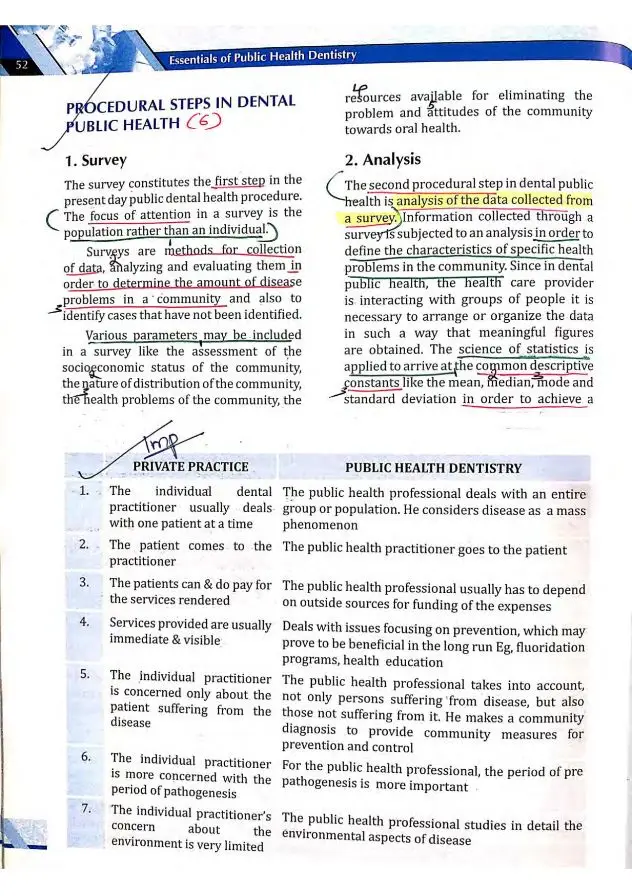 52
Essentials of Public Health Dentistry
PROCEDURAL STEPS IN DENTAL
PUBLIC HEALTH (6)
1. Survey
The survey constitutes the first step in the
present day public dental health procedure.
The focus of attention in a survey is the
population rather than an individual.
1
Surveys are methods for collection
2
of data, analyzing and evaluating them in
order to determine the amount of disease
problems in a community and also to
3
identify cases that have not been identified.
Various parameters may be included
1
in a survey like the assessment of the
2
socioeconomic status of the community,
3
the nature of distribution of the community,
the health problems of the community, the
4
resources available for eliminating the
5
problem and attitudes of the community
towards oral health.
2. Analysis
The second procedural step in dental public
health is analysis of the data collected from
a survey. Information collected through a
survey is subjected to an analysis in order to
define the characteristics of specific health
problems in the community. Since in dental
public health, the health care provider
is interacting with groups of people it is
necessary to arrange or organize the data
in such a way that meaningful figures
are obtained. The science of statistics is
applied to arrive at the common descriptive
constants like the mean, median, mode and
standard deviation in order to achieve a
Imp
PRIVATE PRACTICE PUBLIC HEALTH DENTISTRY
1. The individual dental The public health professional deals with an entire
practitioner usually deals group or population. He considers disease as a mass
with one patient at a time phenomenon
2. The patient comes to the The public health practitioner goes to the patient
practitioner
3. The patients can & do pay for The public health professional usually has to depend
the services rendered on outside sources for funding of the expenses
4. Services provided are usually Deals with issues focusing on prevention, which may
immediate & visible prove to be beneficial in the long run Eg, fluoridation
programs, health education
5. The individual practitioner The public health professional takes into account,
is concerned only about the not only persons suffering from disease, but also
patient suffering from the those not suffering from it. He makes a community
disease diagnosis to provide community measures for
prevention and control
6. The individual practitioner For the public health professional, the period of pre
is more concerned with the pathogenesis is more important
period of pathogenesis
7. The individual practitioner's The public health professional studies in detail the
concern about the environmental aspects of disease
environment is very limited